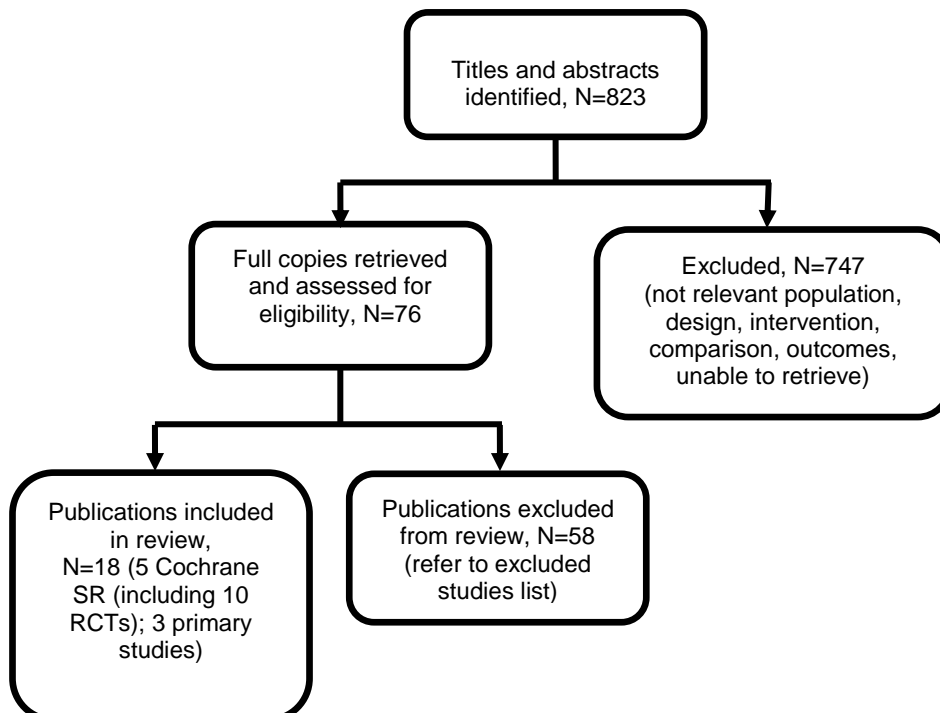 Titles and abstracts
identified, N=823
Full copies retrieved
and assessed for
eligibility, N=76
Excluded, N=747
(not relevant population,
design, intervention,
comparison, outcomes,
unable to retrieve)
Publications included
in review,
N=18 (5 Cochrane
SR (including 10
RCTs); 3 primary
studies)
Publications excluded
from review, N=58
(refer to excluded
studies list)